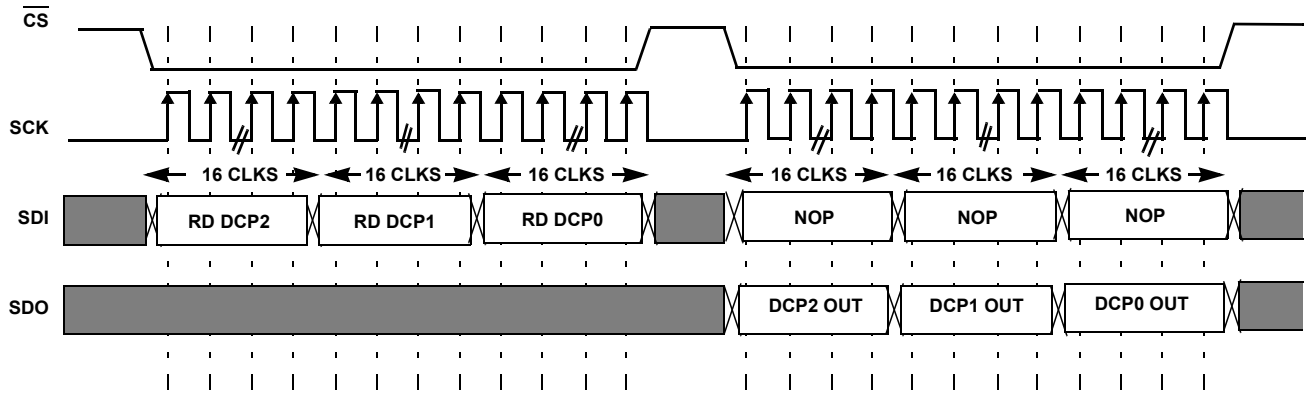 CS
SCK
16 CLKS 16 CLKS 16 CLKS 16 CLKS 16 CLKS 16 CLKS
SDI RD DCP2 RD DCP1 RD DCP0 NOP NOP NOP
SDO DCP2 OUT DCP1 OUT DCP0 OUT